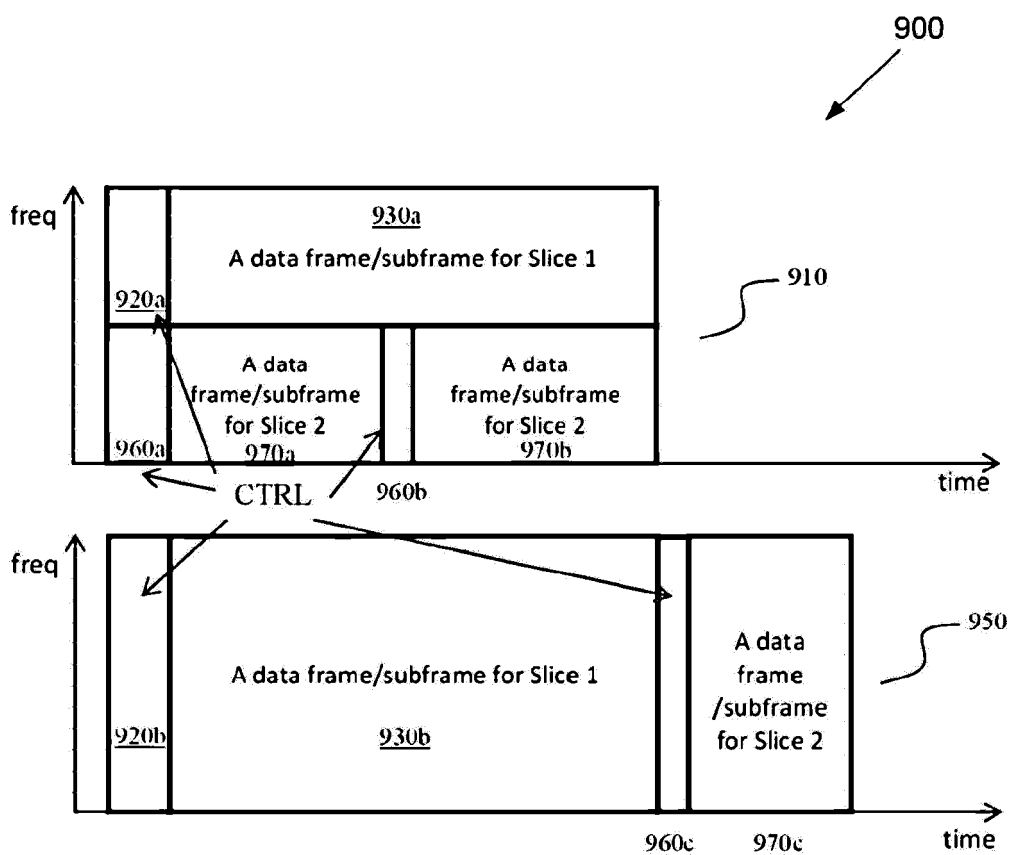 900
freq
930a
A data frame/subframe for Slice 1
910
920a
A data
frame/subframe
for Slice 2
970a
A data
frame/subframe
for Slice 2
970b
960a
time
CTRL
960b
freq
950
A data frame/subframe for Slice 1
A data
frame
/subframe
for Slice 2
920b
930b
time
960c
970c